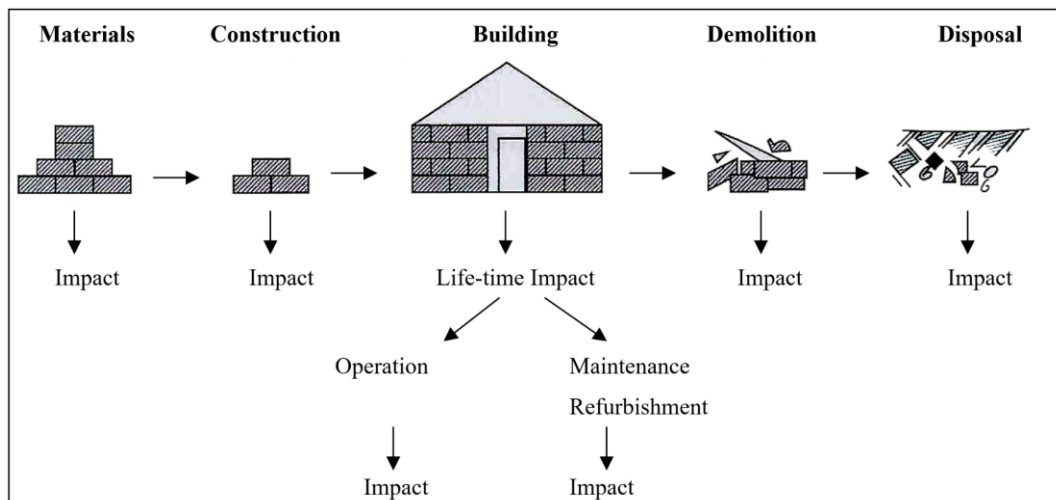 Materials Construction Building Demolition Disposal
Impact Impact Life-time Impact Impact Impact
Operation Maintenance
Refurbishment
Impact Impact